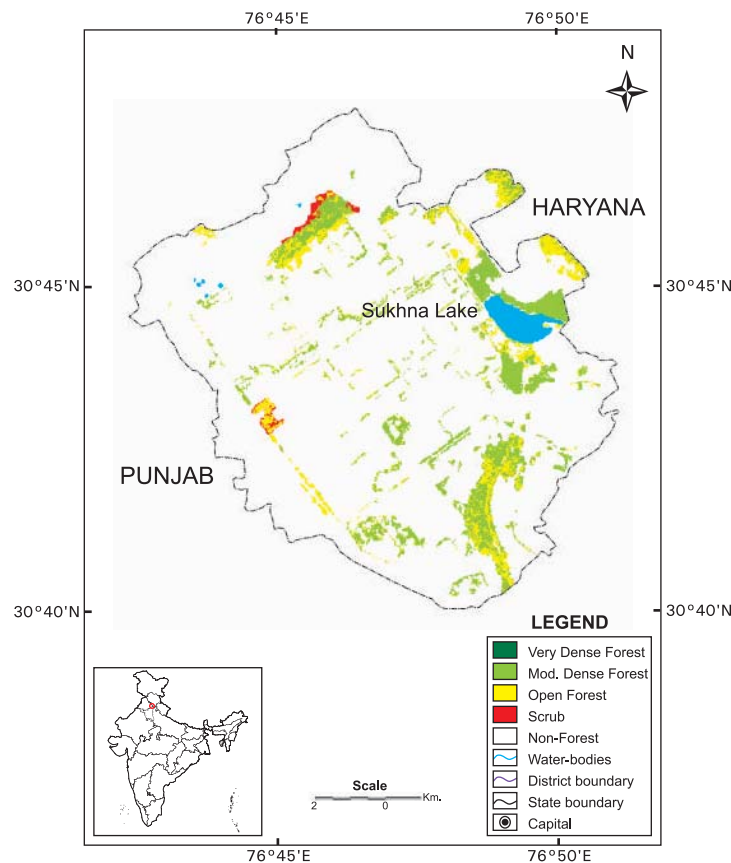 76°45'E 76°50'E
N
HARYANA
30°45'N 30°45'N
Sukhna Lake
PUNJAB
30°40'N 30°40'N
LEGEND
Very Dense Forest
Mod. Dense Forest
Open Forest
Scrub
Non-Forest
Water-bodies
District boundary
State boundary
Capital
Scale
2 0 Km.
76°45'E 76°50'E